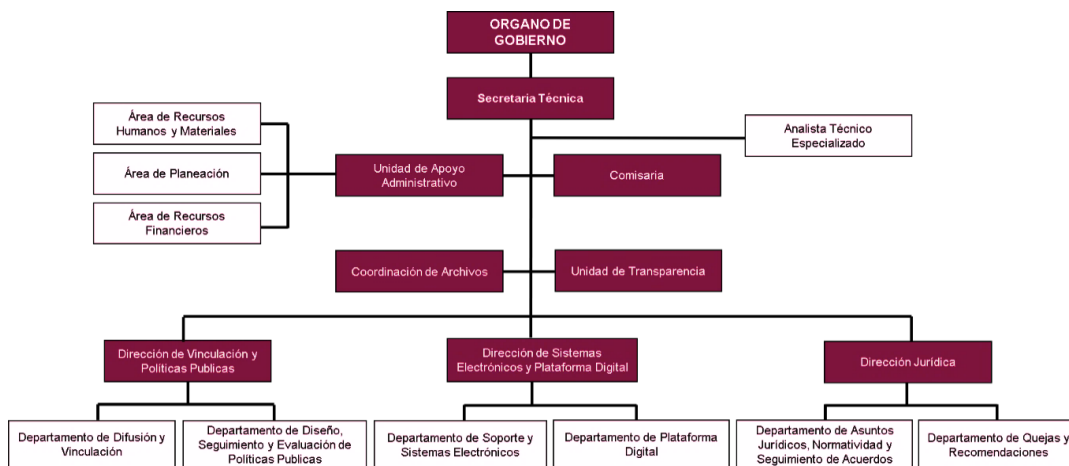 ORGANO DE
GOBIERNO
Secretaria Técnica
Área de Recursos
Humanos y Materiales
Analista Técnico
Especializado
Área de Planeación
Unidad de Apoyo
Administrativo
Comisaria
Área de Recursos
Financieros
Coordinación de Archivos
Unidad de Transparencia
Dirección de Vinculación y
Políticas Publicas
Dirección de Sistemas
Electrónicos y Plataforma Digital
Dirección Jurídica
Departamento de Difusión y
Vinculación
Departamento de Diseño,
Seguimiento y Evaluación de
Políticas Publicas
Departamento de Soporte y
Sistemas Electrónicos
Departamento de Plataforma
Digital
Departamento de Asuntos
Jurídicos, Normatividad y
Seguimiento de Acuerdos
Departamento de Quejas y
Recomendaciones